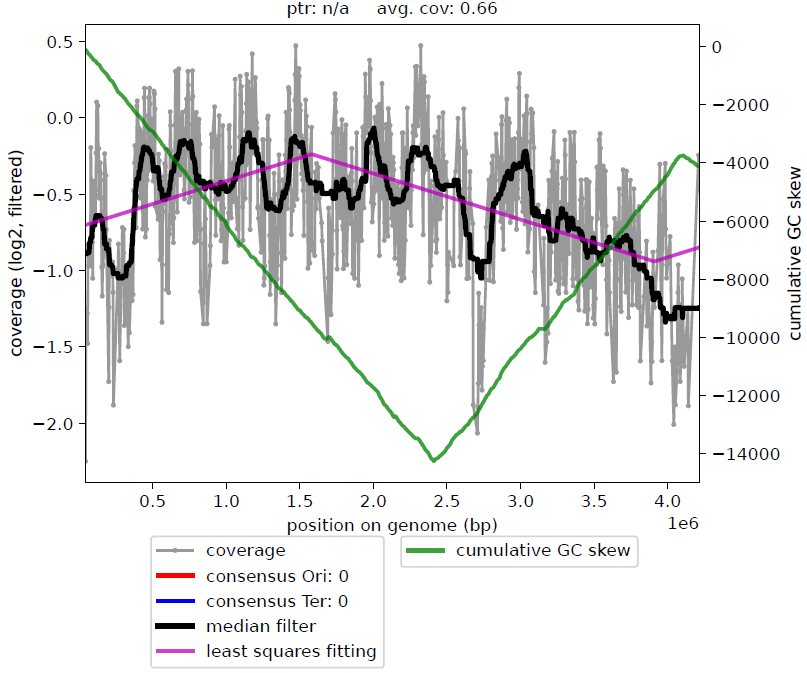 ptr: n/a     avg. cov: 0.66
0.5
0.0
−0.5
−1.0
−1.5
−2.0
coverage (log2, filtered)
0
−2000
−4000
−6000
−8000
−10000
−12000
−14000
cumulative GC skew
0.5 1.0 1.5 2.0 2.5 3.0 3.5 4.0
position on genome (bp)
1e6
coverage
consensus Ori: 0
consensus Ter: 0
median filter
least squares fitting
cumulative GC skew